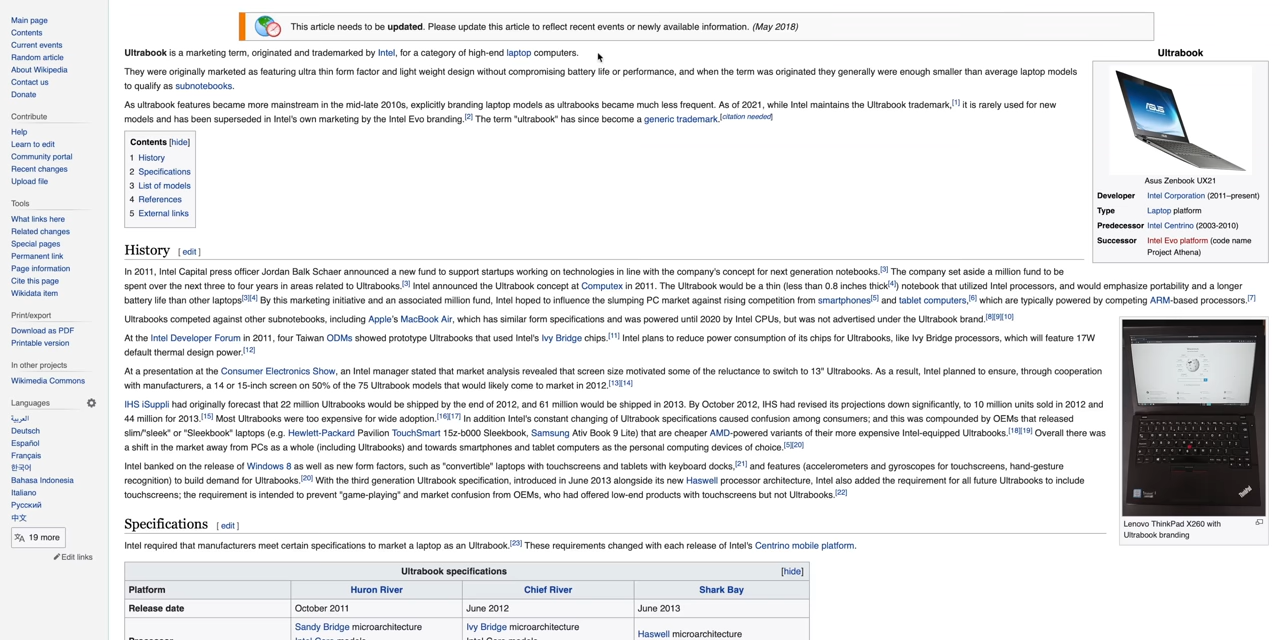 Main page
Contents
Current events
Random article
About Wikipedia
Contact us
Donate
Contribute
Help
Learn to edit
Community portal
Recent changes
Upload file
Tools
What links here
Related changes
Special pages
Permanent link
Page information
Cite this page
Wikidata item
Print/export
Download as PDF
Printable version
In other projects
Wikimedia Commons
Languages
العربية
Deutsch
Español
Français
한국어
Bahasa Indonesia
Italiano
Русский
中文
19 more
Edit links
This article needs to be updated. Please update this article to reflect recent events or newly available information. (May 2018)
Ultrabook is a marketing term, originated and trademarked by Intel, for a category of high-end laptop computers.
They were originally marketed as featuring ultra thin form factor and light weight design without compromising battery life or performance, and when the term was originated they generally were enough smaller than average laptop models
to qualify as subnotebooks.
As ultrabook features became more mainstream in the mid-late 2010s, explicitly branding laptop models as ultrabooks became much less frequent. As of 2021, while Intel maintains the Ultrabook trademark,[1] it is rarely used for new
models and has been superseded in Intel's own marketing by the Intel Evo branding.[2] The term "ultrabook" has since become a generic trademark.[citation needed]
Contents [hide]
1 History
2 Specifications
3 List of models
4 References
5 External links
Ultrabook
ASUS
Asus Zenbook UX21
Developer Intel Corporation (2011–present)
Type Laptop platform
Predecessor Intel Centrino (2003-2010)
Successor Intel Evo platform (code name
Project Athena)
History [ edit ]
In 2011, Intel Capital press officer Jordan Balk Schaer announced a new fund to support startups working on technologies in line with the company's concept for next generation notebooks.[3] The company set aside a million fund to be
spent over the next three to four years in areas related to Ultrabooks.[3] Intel announced the Ultrabook concept at Computex in 2011. The Ultrabook would be a thin (less than 0.8 inches thick[4]) notebook that utilized Intel processors, and would emphasize portability and a longer
battery life than other laptops[3][4] By this marketing initiative and an associated million fund, Intel hoped to influence the slumping PC market against rising competition from smartphones[5] and tablet computers,[6] which are typically powered by competing ARM-based processors.[7]
Ultrabooks competed against other subnotebooks, including Apple's MacBook Air, which has similar form specifications and was powered until 2020 by Intel CPUs, but was not advertised under the Ultrabook brand.[8][9][10]
At the Intel Developer Forum in 2011, four Taiwan ODMs showed prototype Ultrabooks that used Intel's Ivy Bridge chips.[11] Intel plans to reduce power consumption of its chips for Ultrabooks, like Ivy Bridge processors, which will feature 17W
default thermal design power.[12]
At a presentation at the Consumer Electronics Show, an Intel manager stated that market analysis revealed that screen size motivated some of the reluctance to switch to 13" Ultrabooks. As a result, Intel planned to ensure, through cooperation
with manufacturers, a 14 or 15-inch screen on 50% of the 75 Ultrabook models that would likely come to market in 2012.[13][14]
IHS iSuppli had originally forecast that 22 million Ultrabooks would be shipped by the end of 2012, and 61 million would be shipped in 2013. By October 2012, IHS had revised its projections down significantly, to 10 million units sold in 2012 and
44 million for 2013.[15] Most Ultrabooks were too expensive for wide adoption.[16][17] In addition Intel's constant changing of Ultrabook specifications caused confusion among consumers; and this was compounded by OEMs that released
slim/"sleek" or "Sleekbook" laptops (e.g. Hewlett-Packard Pavilion TouchSmart 15z-b000 Sleekbook, Samsung Ativ Book 9 Lite) that are cheaper AMD-powered variants of their more expensive Intel-equipped Ultrabooks.[18][19] Overall there was
a shift in the market away from PCs as a whole (including Ultrabooks) and towards smartphones and tablet computers as the personal computing devices of choice.[5][20]
Intel banked on the release of Windows 8 as well as new form factors, such as "convertible" laptops with touchscreens and tablets with keyboard docks,[21] and features (accelerometers and gyroscopes for touchscreens, hand-gesture
recognition) to build demand for Ultrabooks.[20] With the third generation Ultrabook specification, introduced in June 2013 alongside its new Haswell processor architecture, Intel also added the requirement for all future Ultrabooks to include
touchscreens; the requirement is intended to prevent "game-playing" and market confusion from OEMs, who had offered low-end products with touchscreens but not Ultrabooks.[22]
ThinkPad
Lenovo ThinkPad X260 with
Ultrabook branding
Specifications [ edit ]
Intel required that manufacturers meet certain specifications to market a laptop as an Ultrabook.[23] These requirements changed with each release of Intel's Centrino mobile platform.
Ultrabook specifications [hide]
Platform Huron River Chief River Shark Bay
Release date October 2011 June 2012 June 2013
Sandy Bridge microarchitecture Ivy Bridge microarchitecture
Haswell microarchitecture